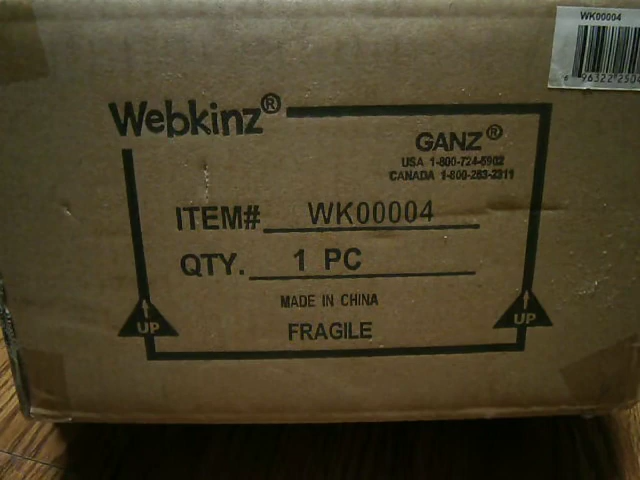 WK00004
Webkinz®
GANZ®
USA 1-800-724-5902
CANADA 1-800-263-2311
ITEM# WK00004
QTY. 1 PC
MADE IN CHINA
FRAGILE
UP
UP